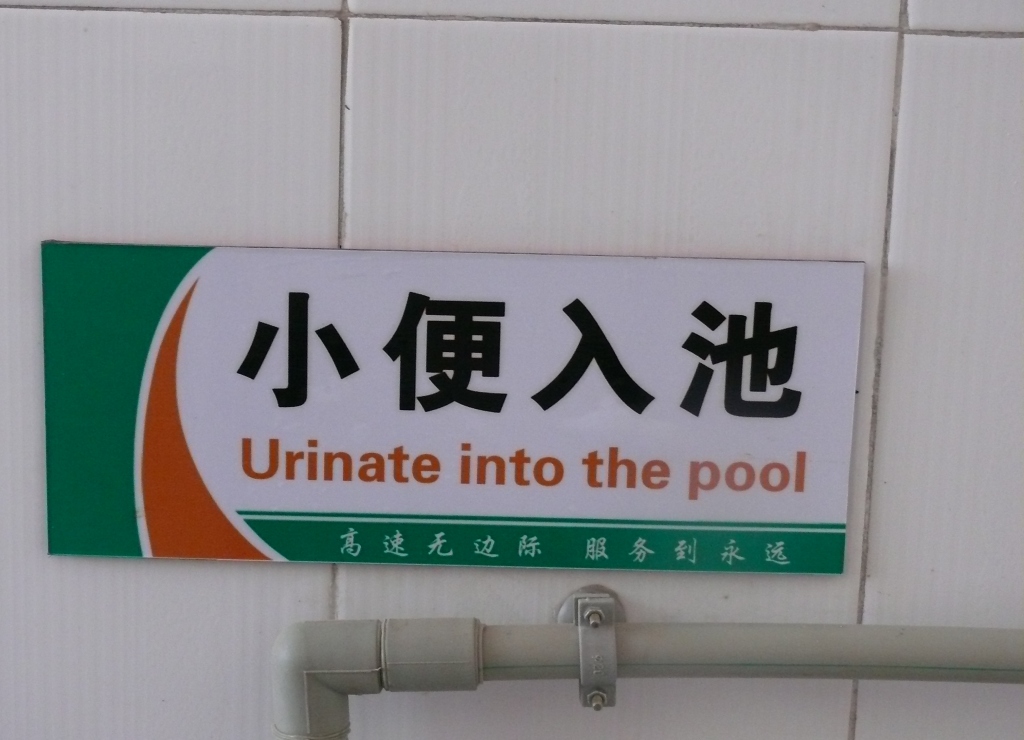 小便入池
Urinate into the pool
高速无边际 服务到永远